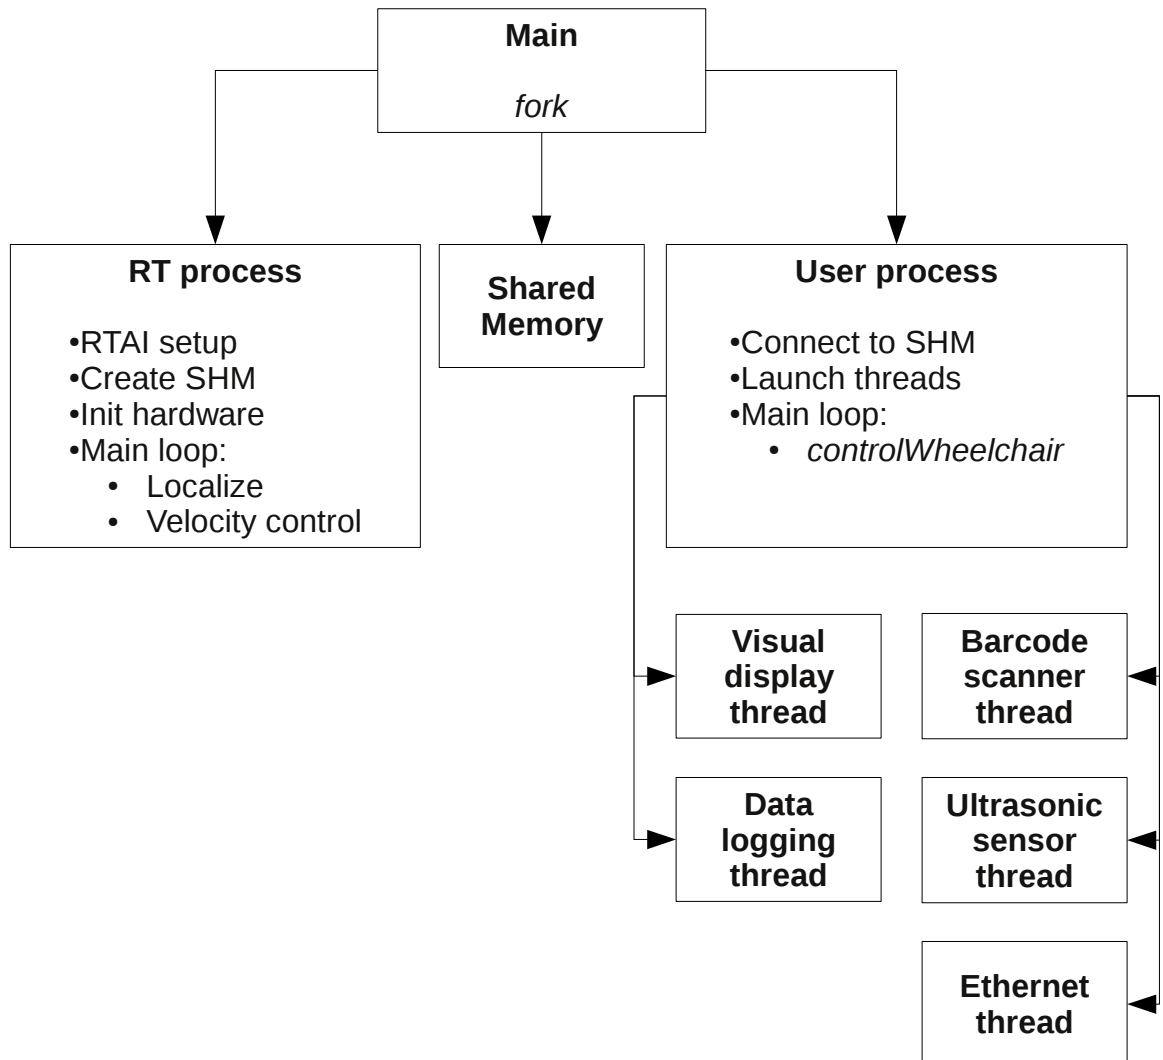 Main
fork
RT process
•RTAI setup
•Create SHM
•Init hardware
•Main loop:
• Localize
• Velocity control
Shared
Memory
User process
•Connect to SHM
•Launch threads
•Main loop:
• controlWheelchair
Visual
display
thread
Barcode
scanner
thread
Data
logging
thread
Ultrasonic
sensor
thread
Ethernet
thread